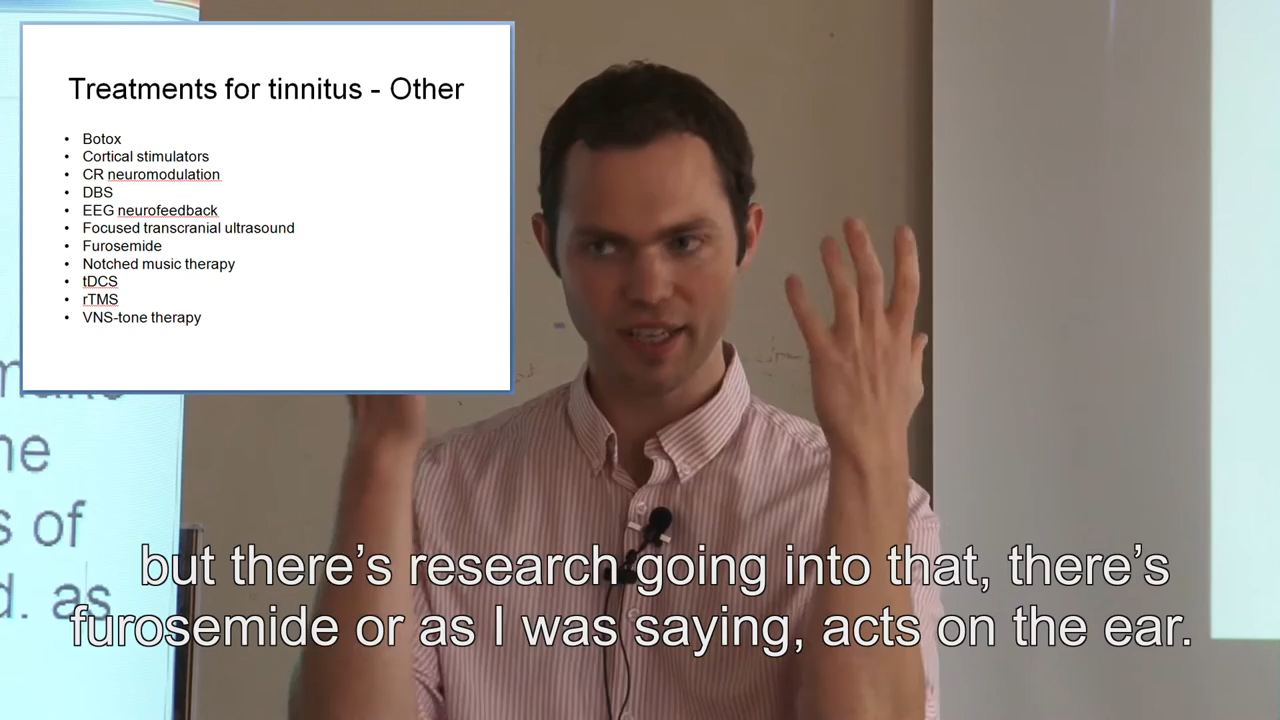 Treatments for tinnitus - Other
• Botox
• Cortical stimulators
• CR neuromodulation
• DBS
• EEG neurofeedback
• Focused transcranial ultrasound
• Furosemide
• Notched music therapy
• tDCS
• rTMS
• VNS-tone therapy
s of
d. as
but there’s research going into that, there’s
furosemide or as I was saying, acts on the ear.